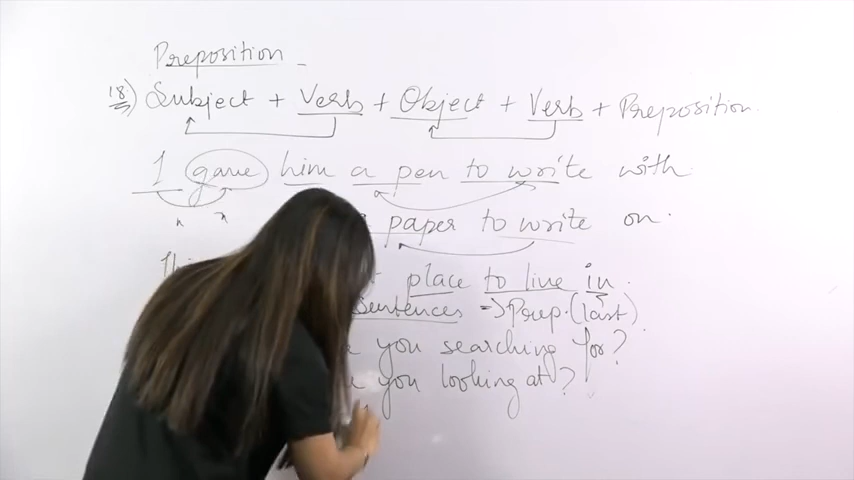 Preposition -
18) Subject + Verb + Object + Verb + Preposition.
I gave him a pen to write with.
paper to write on.
place to live in.
Sentences => Prep. (last)
you searching for?
you looking at?